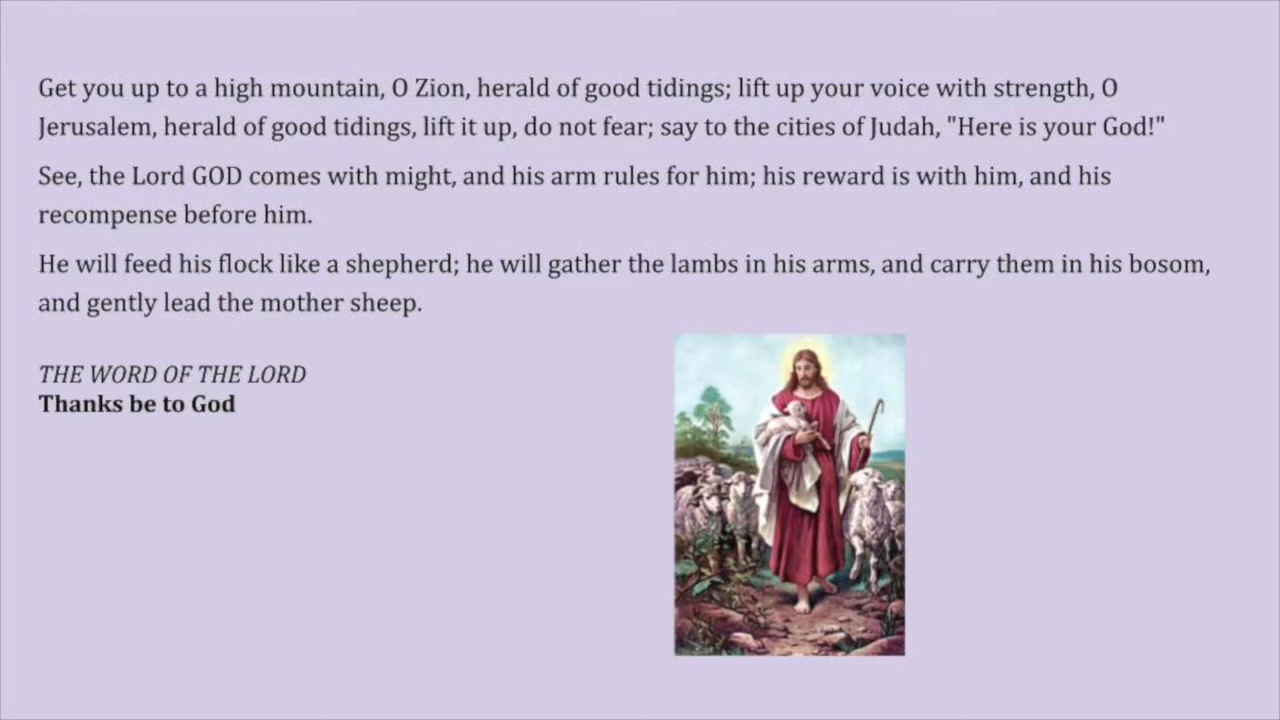 Get you up to a high mountain, O Zion, herald of good tidings; lift up your voice with strength, O
Jerusalem, herald of good tidings, lift it up, do not fear; say to the cities of Judah, "Here is your God!"
See, the Lord GOD comes with might, and his arm rules for him; his reward is with him, and his
recompense before him.
He will feed his flock like a shepherd; he will gather the lambs in his arms, and carry them in his bosom,
and gently lead the mother sheep.
THE WORD OF THE LORD
Thanks be to God